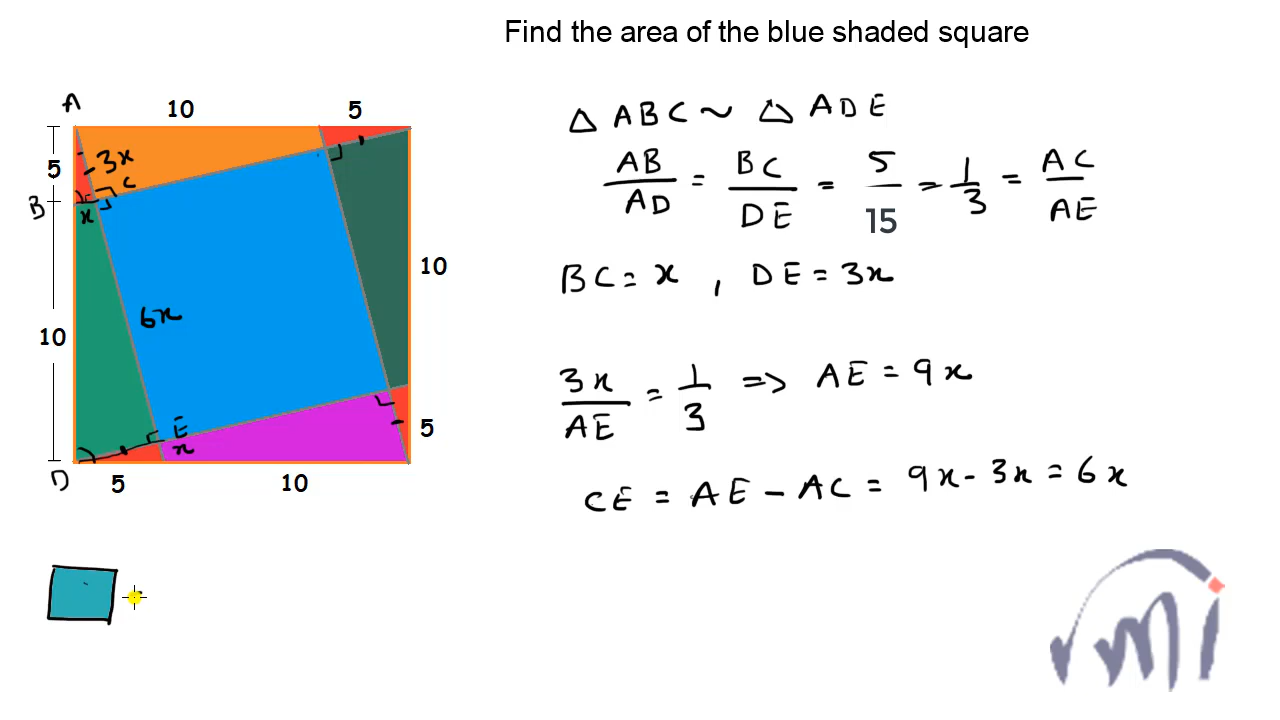 Find the area of the blue shaded square
A
10
5
5
3x
C
B
x
10
6x
10
E
x
5
D
5
10
△ ABC ~ △ ADE
AB/AD = BC/DE = 5/15 = 1/3 = AC/AE
BC = x , DE = 3x
3x/AE = 1/3 => AE = 9x
CE = AE - AC = 9x - 3x = 6x
rmi